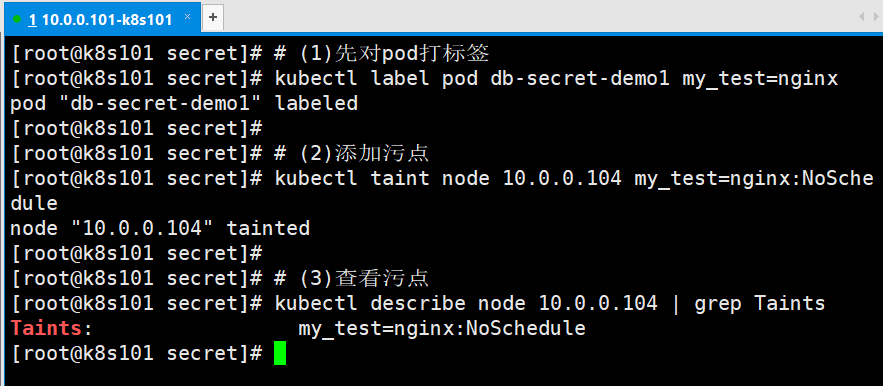 1 10.0.0.101-k8s101 × +
[root@k8s101 secret]# # (1)先对pod打标签
[root@k8s101 secret]# kubectl label pod db-secret-demo1 my_test=nginx
pod "db-secret-demo1" labeled
[root@k8s101 secret]#
[root@k8s101 secret]# # (2)添加污点
[root@k8s101 secret]# kubectl taint node 10.0.0.104 my_test=nginx:NoSche
dule
node "10.0.0.104" tainted
[root@k8s101 secret]#
[root@k8s101 secret]# # (3)查看污点
[root@k8s101 secret]# kubectl describe node 10.0.0.104 | grep Taints
Taints:                 my_test=nginx:NoSchedule
[root@k8s101 secret]#